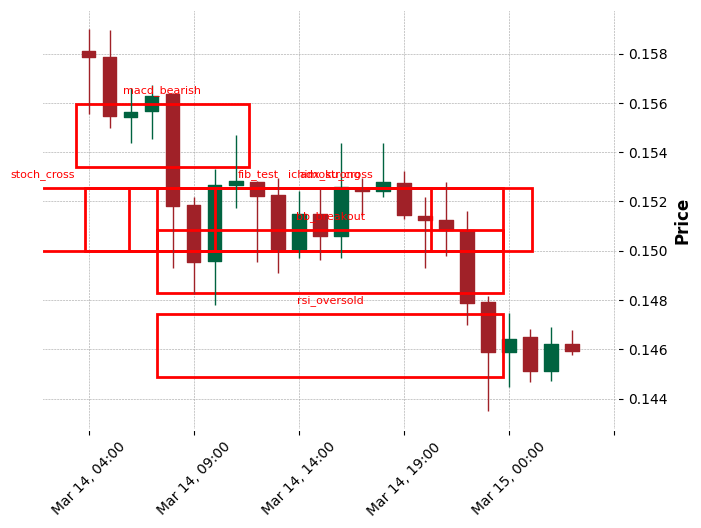 0.158
macd_bearish
0.156
0.154
stoch_cross
fib_test
0.152
rsi_oversold
0.150
0.148
0.146
0.144
Price
Mar 14, 04:00
Mar 14, 09:00
Mar 14, 14:00
Mar 14, 19:00
Mar 15, 00:00